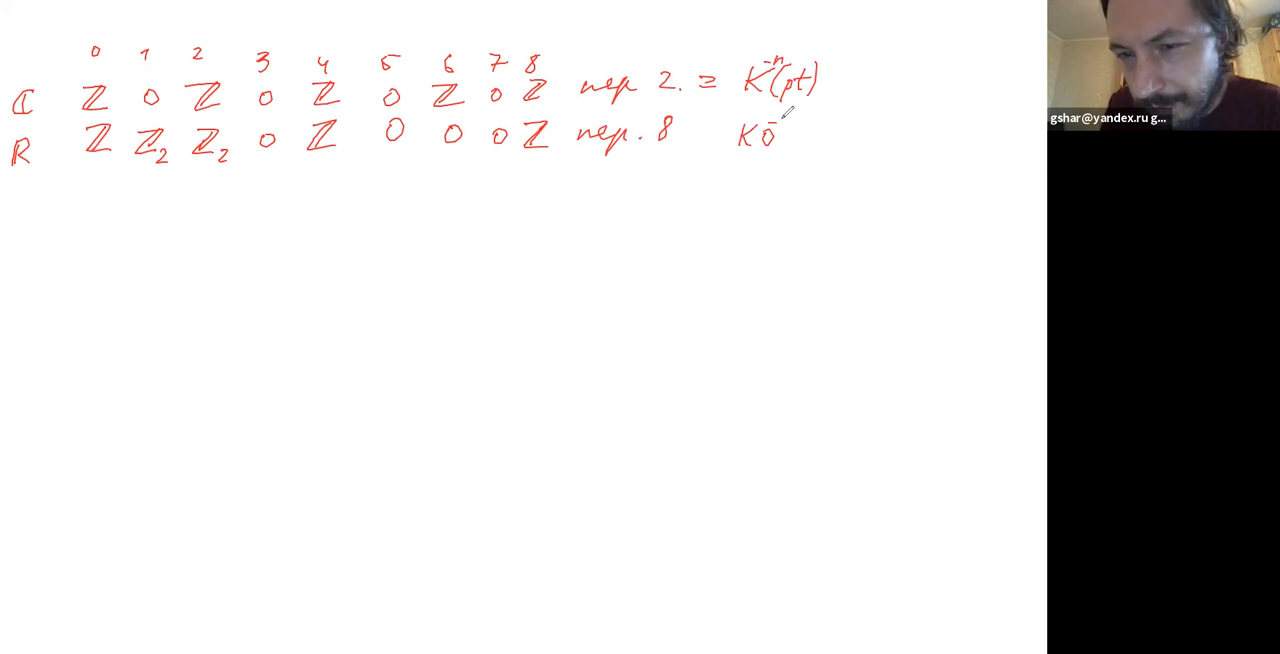 0 1 2 3 4 5 6 7 8
ℂ ℤ 0 ℤ 0 ℤ 0 ℤ 0 ℤ пер 2. ≅ K⁻ⁿ(pt)
ℝ ℤ ℤ₂ ℤ₂ 0 ℤ 0 0 0 ℤ пер. 8 KO⁻
gshar@yandex.ru g...